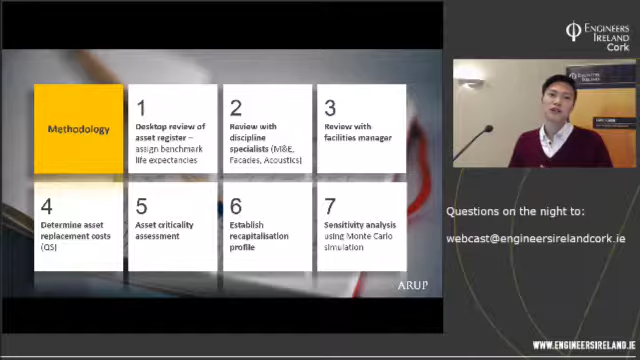 Methodology
1
Desktop review of
asset register –
assign benchmark
life expectancies
2
Review with
discipline
specialists (M&E,
Facades, Acoustics)
3
Review with
facilities manager
4
Determine asset
replacement costs
(QS)
5
Asset criticality
assessment
6
Establish
recapitalisation
profile
7
Sensitivity analysis
using Monte Carlo
simulation
ARUP
ENGINEERS
IRELAND
Cork
Questions on the night to:
webcast@engineersirelandcork.ie
WWW.ENGINEERSIRELAND.IE